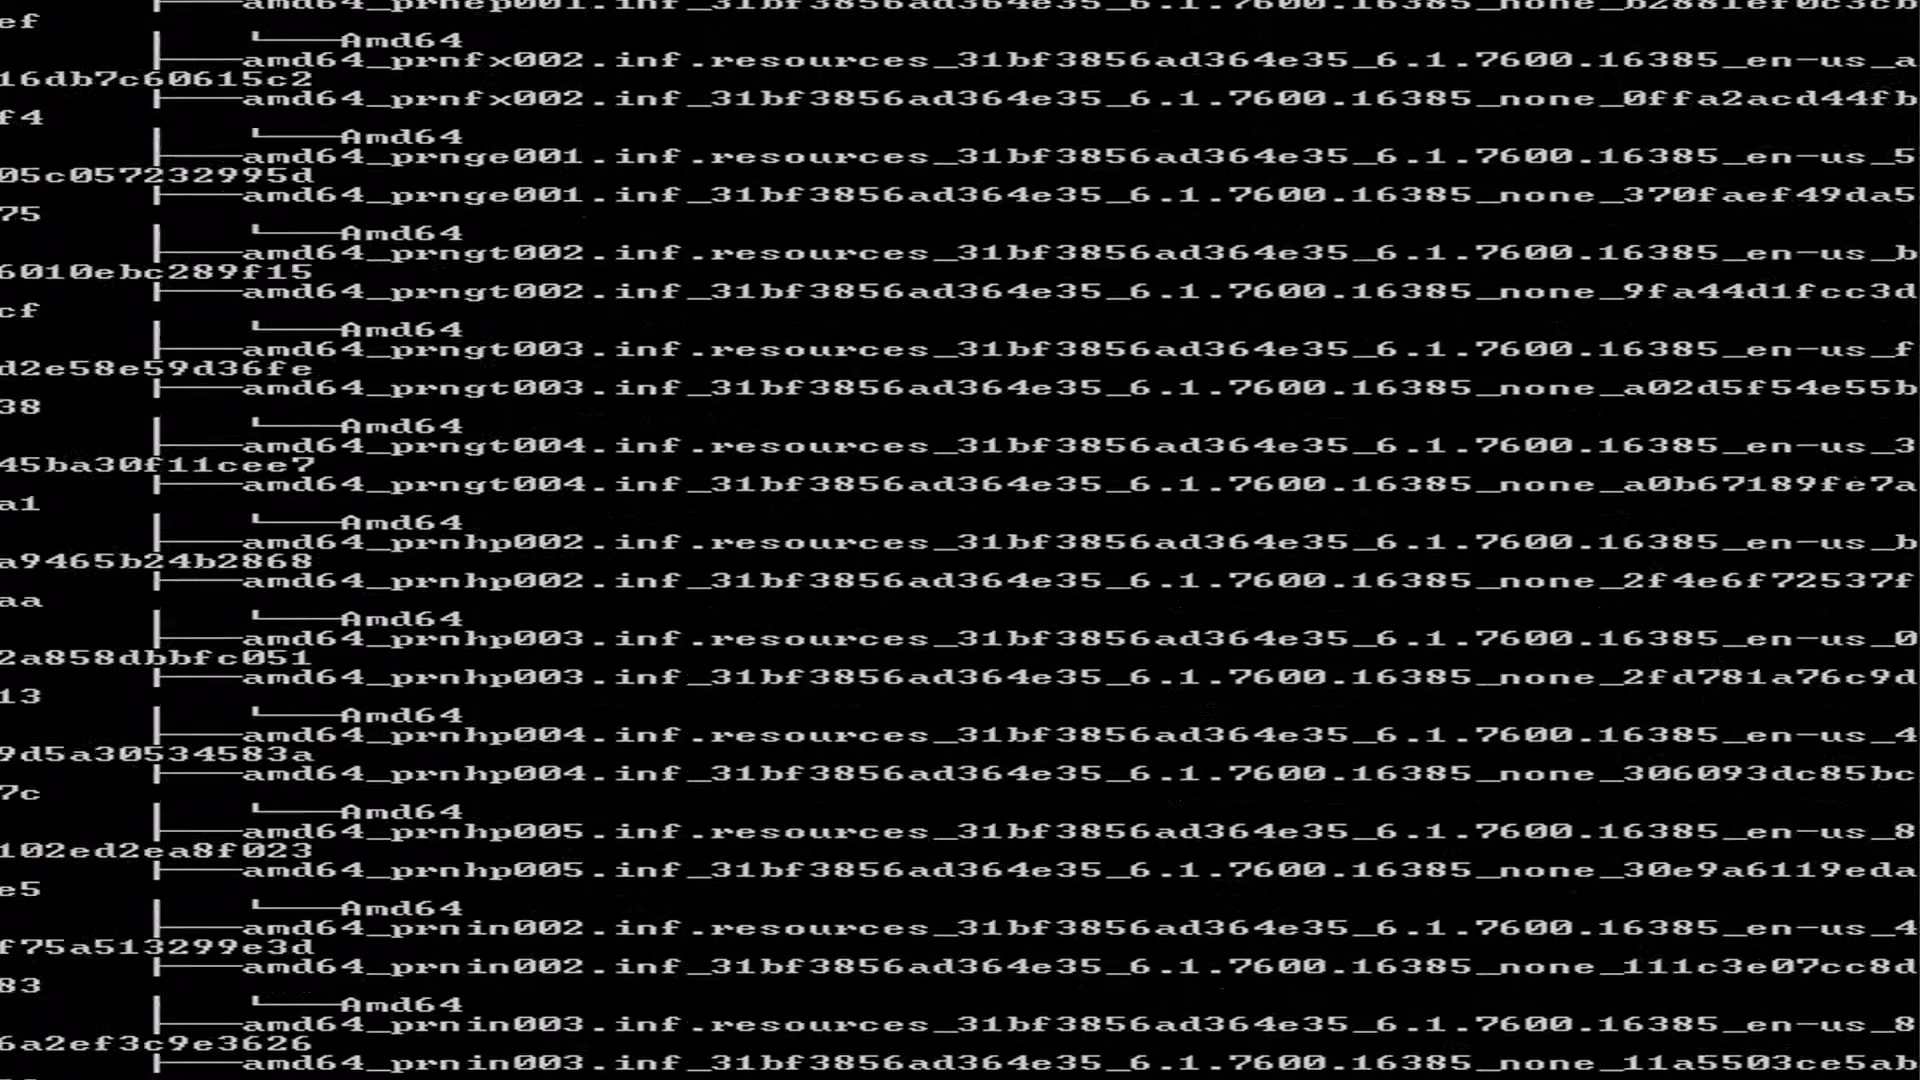 ├───amd64_prnep001.inf_31bf3856ad364e35_6.1.7600.16385_none_b2881ef0c3cb
ef
│   └───Amd64
├───amd64_prnfx002.inf.resources_31bf3856ad364e35_6.1.7600.16385_en-us_a
16db7c60615c2
├───amd64_prnfx002.inf_31bf3856ad364e35_6.1.7600.16385_none_0ffa2acd44fb
f4
│   └───Amd64
├───amd64_prnge001.inf.resources_31bf3856ad364e35_6.1.7600.16385_en-us_5
05c057232995d
├───amd64_prnge001.inf_31bf3856ad364e35_6.1.7600.16385_none_370faef49da5
75
│   └───Amd64
├───amd64_prngt002.inf.resources_31bf3856ad364e35_6.1.7600.16385_en-us_b
6010ebc289f15
├───amd64_prngt002.inf_31bf3856ad364e35_6.1.7600.16385_none_9fa44d1fcc3d
cf
│   └───Amd64
├───amd64_prngt003.inf.resources_31bf3856ad364e35_6.1.7600.16385_en-us_f
d2e58e59d36fe
├───amd64_prngt003.inf_31bf3856ad364e35_6.1.7600.16385_none_a02d5f54e55b
38
│   └───Amd64
├───amd64_prngt004.inf.resources_31bf3856ad364e35_6.1.7600.16385_en-us_3
45ba30f11cee7
├───amd64_prngt004.inf_31bf3856ad364e35_6.1.7600.16385_none_a0b67189fe7a
a1
│   └───Amd64
├───amd64_prnhp002.inf.resources_31bf3856ad364e35_6.1.7600.16385_en-us_b
a9465b24b2868
├───amd64_prnhp002.inf_31bf3856ad364e35_6.1.7600.16385_none_2f4e6f72537f
aa
│   └───Amd64
├───amd64_prnhp003.inf.resources_31bf3856ad364e35_6.1.7600.16385_en-us_0
2a858dbbfc051
├───amd64_prnhp003.inf_31bf3856ad364e35_6.1.7600.16385_none_2fd781a76c9d
13
│   └───Amd64
├───amd64_prnhp004.inf.resources_31bf3856ad364e35_6.1.7600.16385_en-us_4
9d5a30534583a
├───amd64_prnhp004.inf_31bf3856ad364e35_6.1.7600.16385_none_306093dc85bc
7c
│   └───Amd64
├───amd64_prnhp005.inf.resources_31bf3856ad364e35_6.1.7600.16385_en-us_8
102ed2ea8f023
├───amd64_prnhp005.inf_31bf3856ad364e35_6.1.7600.16385_none_30e9a6119eda
e5
│   └───Amd64
├───amd64_prnin002.inf.resources_31bf3856ad364e35_6.1.7600.16385_en-us_4
f75a513299e3d
├───amd64_prnin002.inf_31bf3856ad364e35_6.1.7600.16385_none_111c3e07cc8d
83
│   └───Amd64
├───amd64_prnin003.inf.resources_31bf3856ad364e35_6.1.7600.16385_en-us_8
6a2ef3c9e3626
├───amd64_prnin003.inf_31bf3856ad364e35_6.1.7600.16385_none_11a5503ce5ab